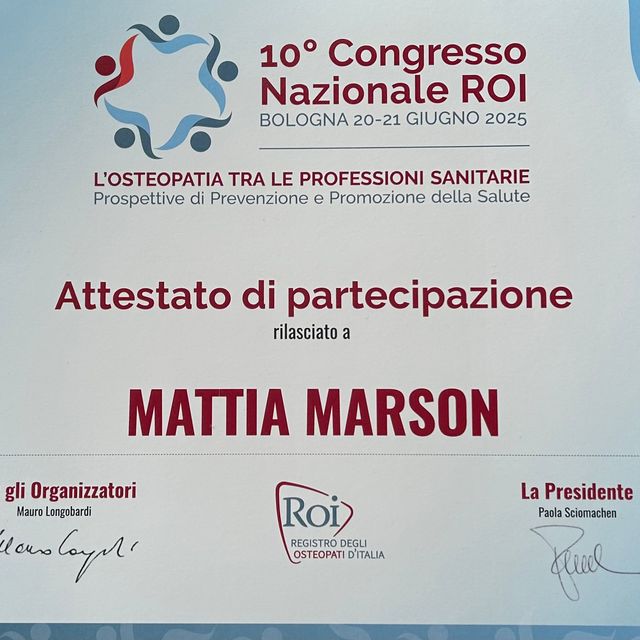 10° Congresso
Nazionale ROI
BOLOGNA 20-21 GIUGNO 2025
L'OSTEOPATIA TRA LE PROFESSIONI SANITARIE
Prospettive di Prevenzione e Promozione della Salute
Attestato di partecipazione
rilasciato a
MATTIA MARSON
gli Organizzatori
Mauro Longobardi
Roi
REGISTRO DEGLI
OSTEOPATI D'ITALIA
La Presidente
Paola Sciomachen